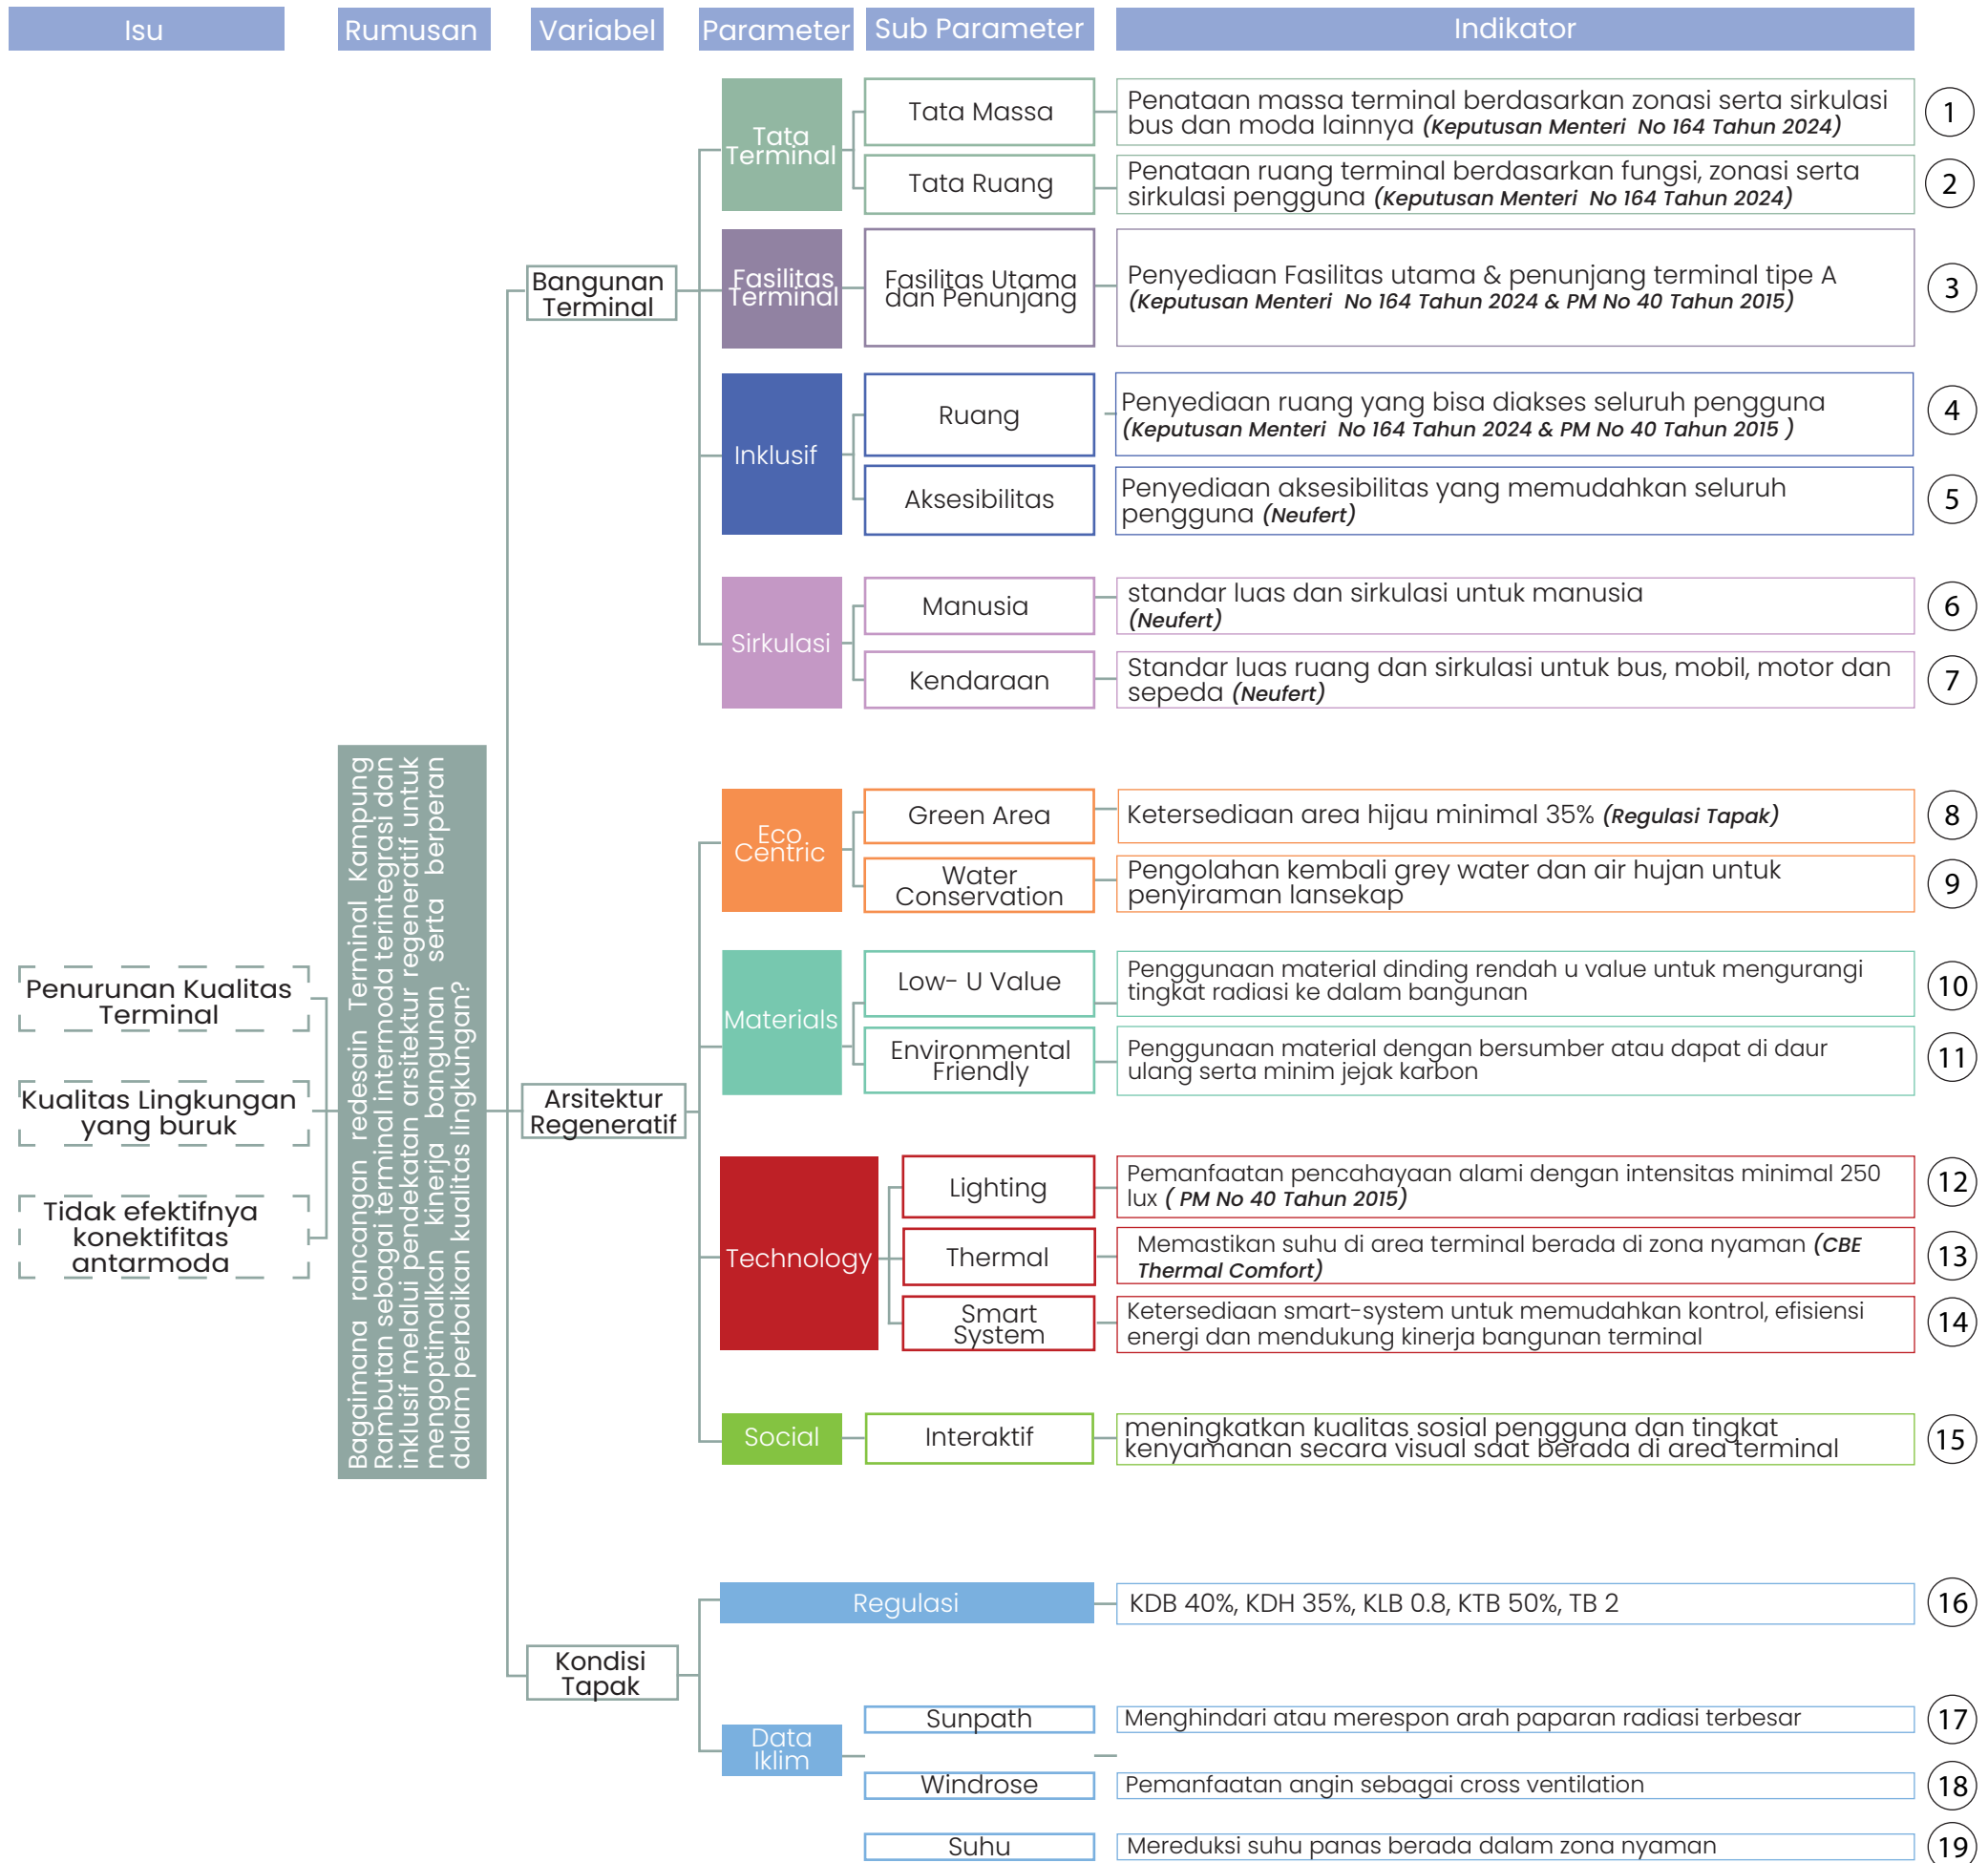 Isu
Rumusan
Variabel
Parameter
Sub Parameter
Indikator
Penurunan Kualitas
Terminal
Kualitas Lingkungan
yang buruk
Tidak efektifnya
konektifitas
antarmoda
Bagaimana rancangan redesain Terminal Kampung
Rambutan sebagai terminal intermoda terintegrasi dan
inklusif melalui pendekatan arsitektur regeneratif untuk
mengoptimalkan kinerja bangunan serta berperan
dalam perbaikan kualitas lingkungan?
Bangunan
Terminal
Tata
Terminal
Tata Massa
Penataan massa terminal berdasarkan zonasi serta sirkulasi
bus dan moda lainnya (Keputusan Menteri No 164 Tahun 2024)
1
Tata Ruang
Penataan ruang terminal berdasarkan fungsi, zonasi serta
sirkulasi pengguna (Keputusan Menteri No 164 Tahun 2024)
2
Fasilitas
Terminal
Fasilitas Utama
dan Penunjang
Penyediaan Fasilitas utama & penunjang terminal tipe A
(Keputusan Menteri No 164 Tahun 2024 & PM No 40 Tahun 2015)
3
Inklusif
Ruang
Penyediaan ruang yang bisa diakses seluruh pengguna
(Keputusan Menteri No 164 Tahun 2024 & PM No 40 Tahun 2015 )
4
Aksesibilitas
Penyediaan aksesibilitas yang memudahkan seluruh
pengguna (Neufert)
5
Sirkulasi
Manusia
standar luas dan sirkulasi untuk manusia
(Neufert)
6
Kendaraan
Standar luas ruang dan sirkulasi untuk bus, mobil, motor dan
sepeda (Neufert)
7
Arsitektur
Regeneratif
Eco
Centric
Green Area
Ketersediaan area hijau minimal 35% (Regulasi Tapak)
8
Water
Conservation
Pengolahan kembali grey water dan air hujan untuk
penyiraman lansekap
9
Materials
Low- U Value
Penggunaan material dinding rendah u value untuk mengurangi
tingkat radiasi ke dalam bangunan
10
Environmental
Friendly
Penggunaan material dengan bersumber atau dapat di daur
ulang serta minim jejak karbon
11
Technology
Lighting
Pemanfaatan pencahayaan alami dengan intensitas minimal 250
lux ( PM No 40 Tahun 2015)
12
Thermal
Memastikan suhu di area terminal berada di zona nyaman (CBE
Thermal Comfort)
13
Smart
System
Ketersediaan smart-system untuk memudahkan kontrol, efisiensi
energi dan mendukung kinerja bangunan terminal
14
Social
Interaktif
meningkatkan kualitas sosial pengguna dan tingkat
kenyamanan secara visual saat berada di area terminal
15
Kondisi
Tapak
Regulasi
KDB 40%, KDH 35%, KLB 0.8, KTB 50%, TB 2
16
Data
Iklim
Sunpath
Menghindari atau merespon arah paparan radiasi terbesar
17
Windrose
Pemanfaatan angin sebagai cross ventilation
18
Suhu
Mereduksi suhu panas berada dalam zona nyaman
19